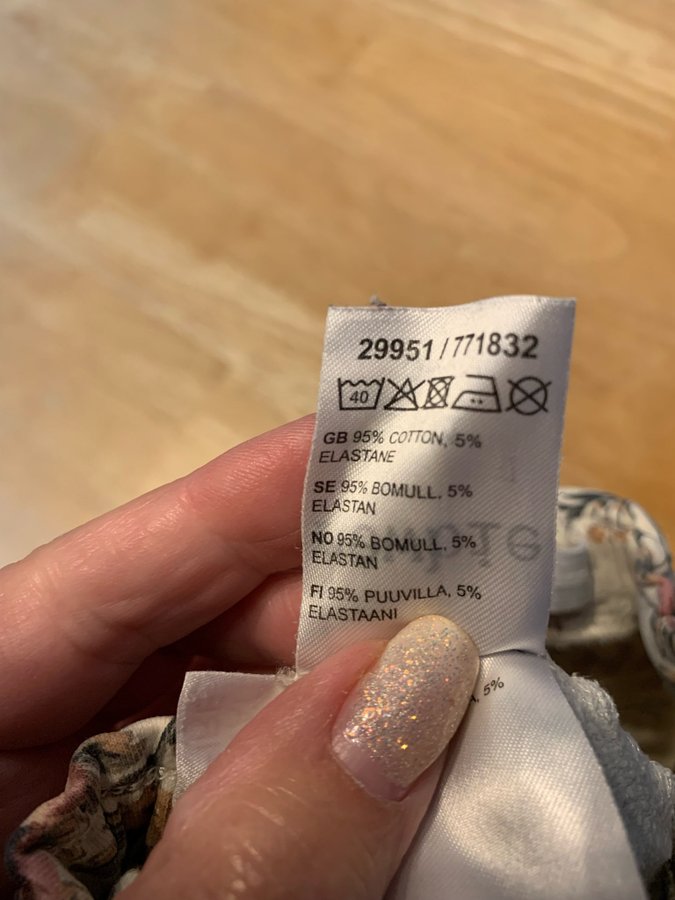 29951/771832
40
GB 95% COTTON, 5%
ELASTANE
SE 95% BOMULL, 5%
ELASTAN
NO 95% BOMULL, 5%
ELASTAN
FI 95% PUUVILLA, 5%
ELASTAANI
5%